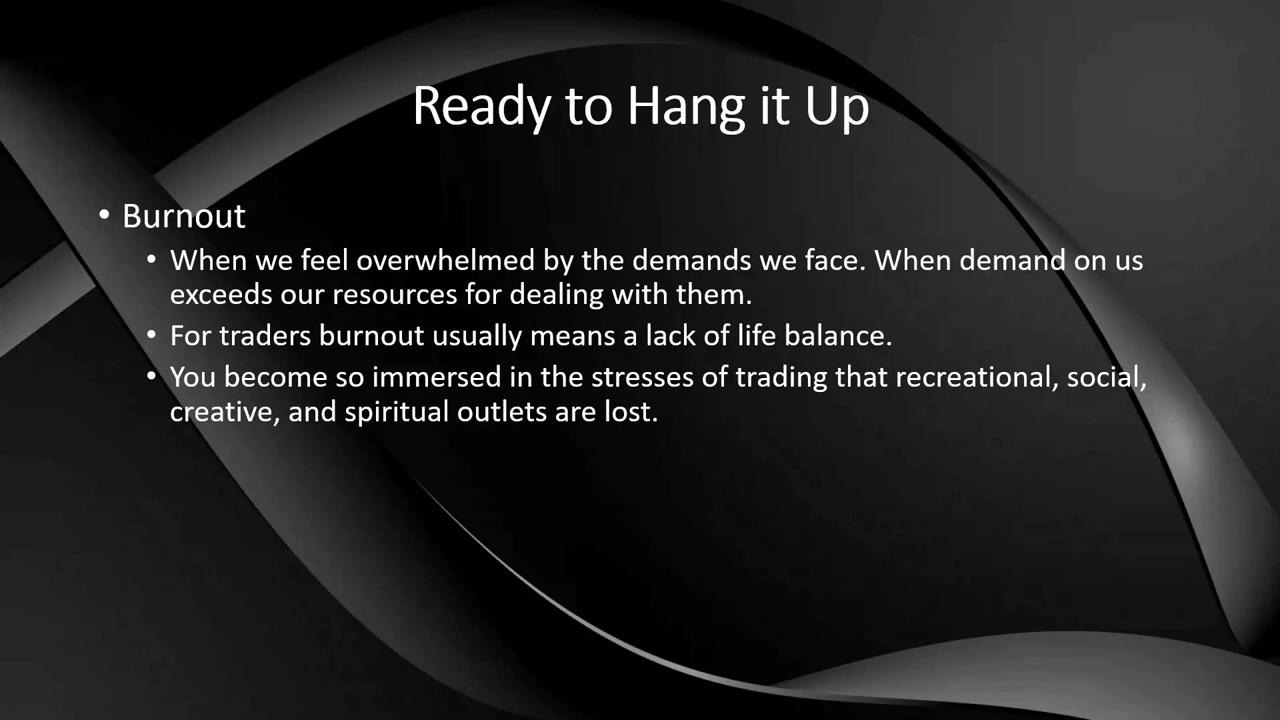 Ready to Hang it Up
• Burnout
• When we feel overwhelmed by the demands we face. When demand on us
exceeds our resources for dealing with them.
• For traders burnout usually means a lack of life balance.
• You become so immersed in the stresses of trading that recreational, social,
creative, and spiritual outlets are lost.